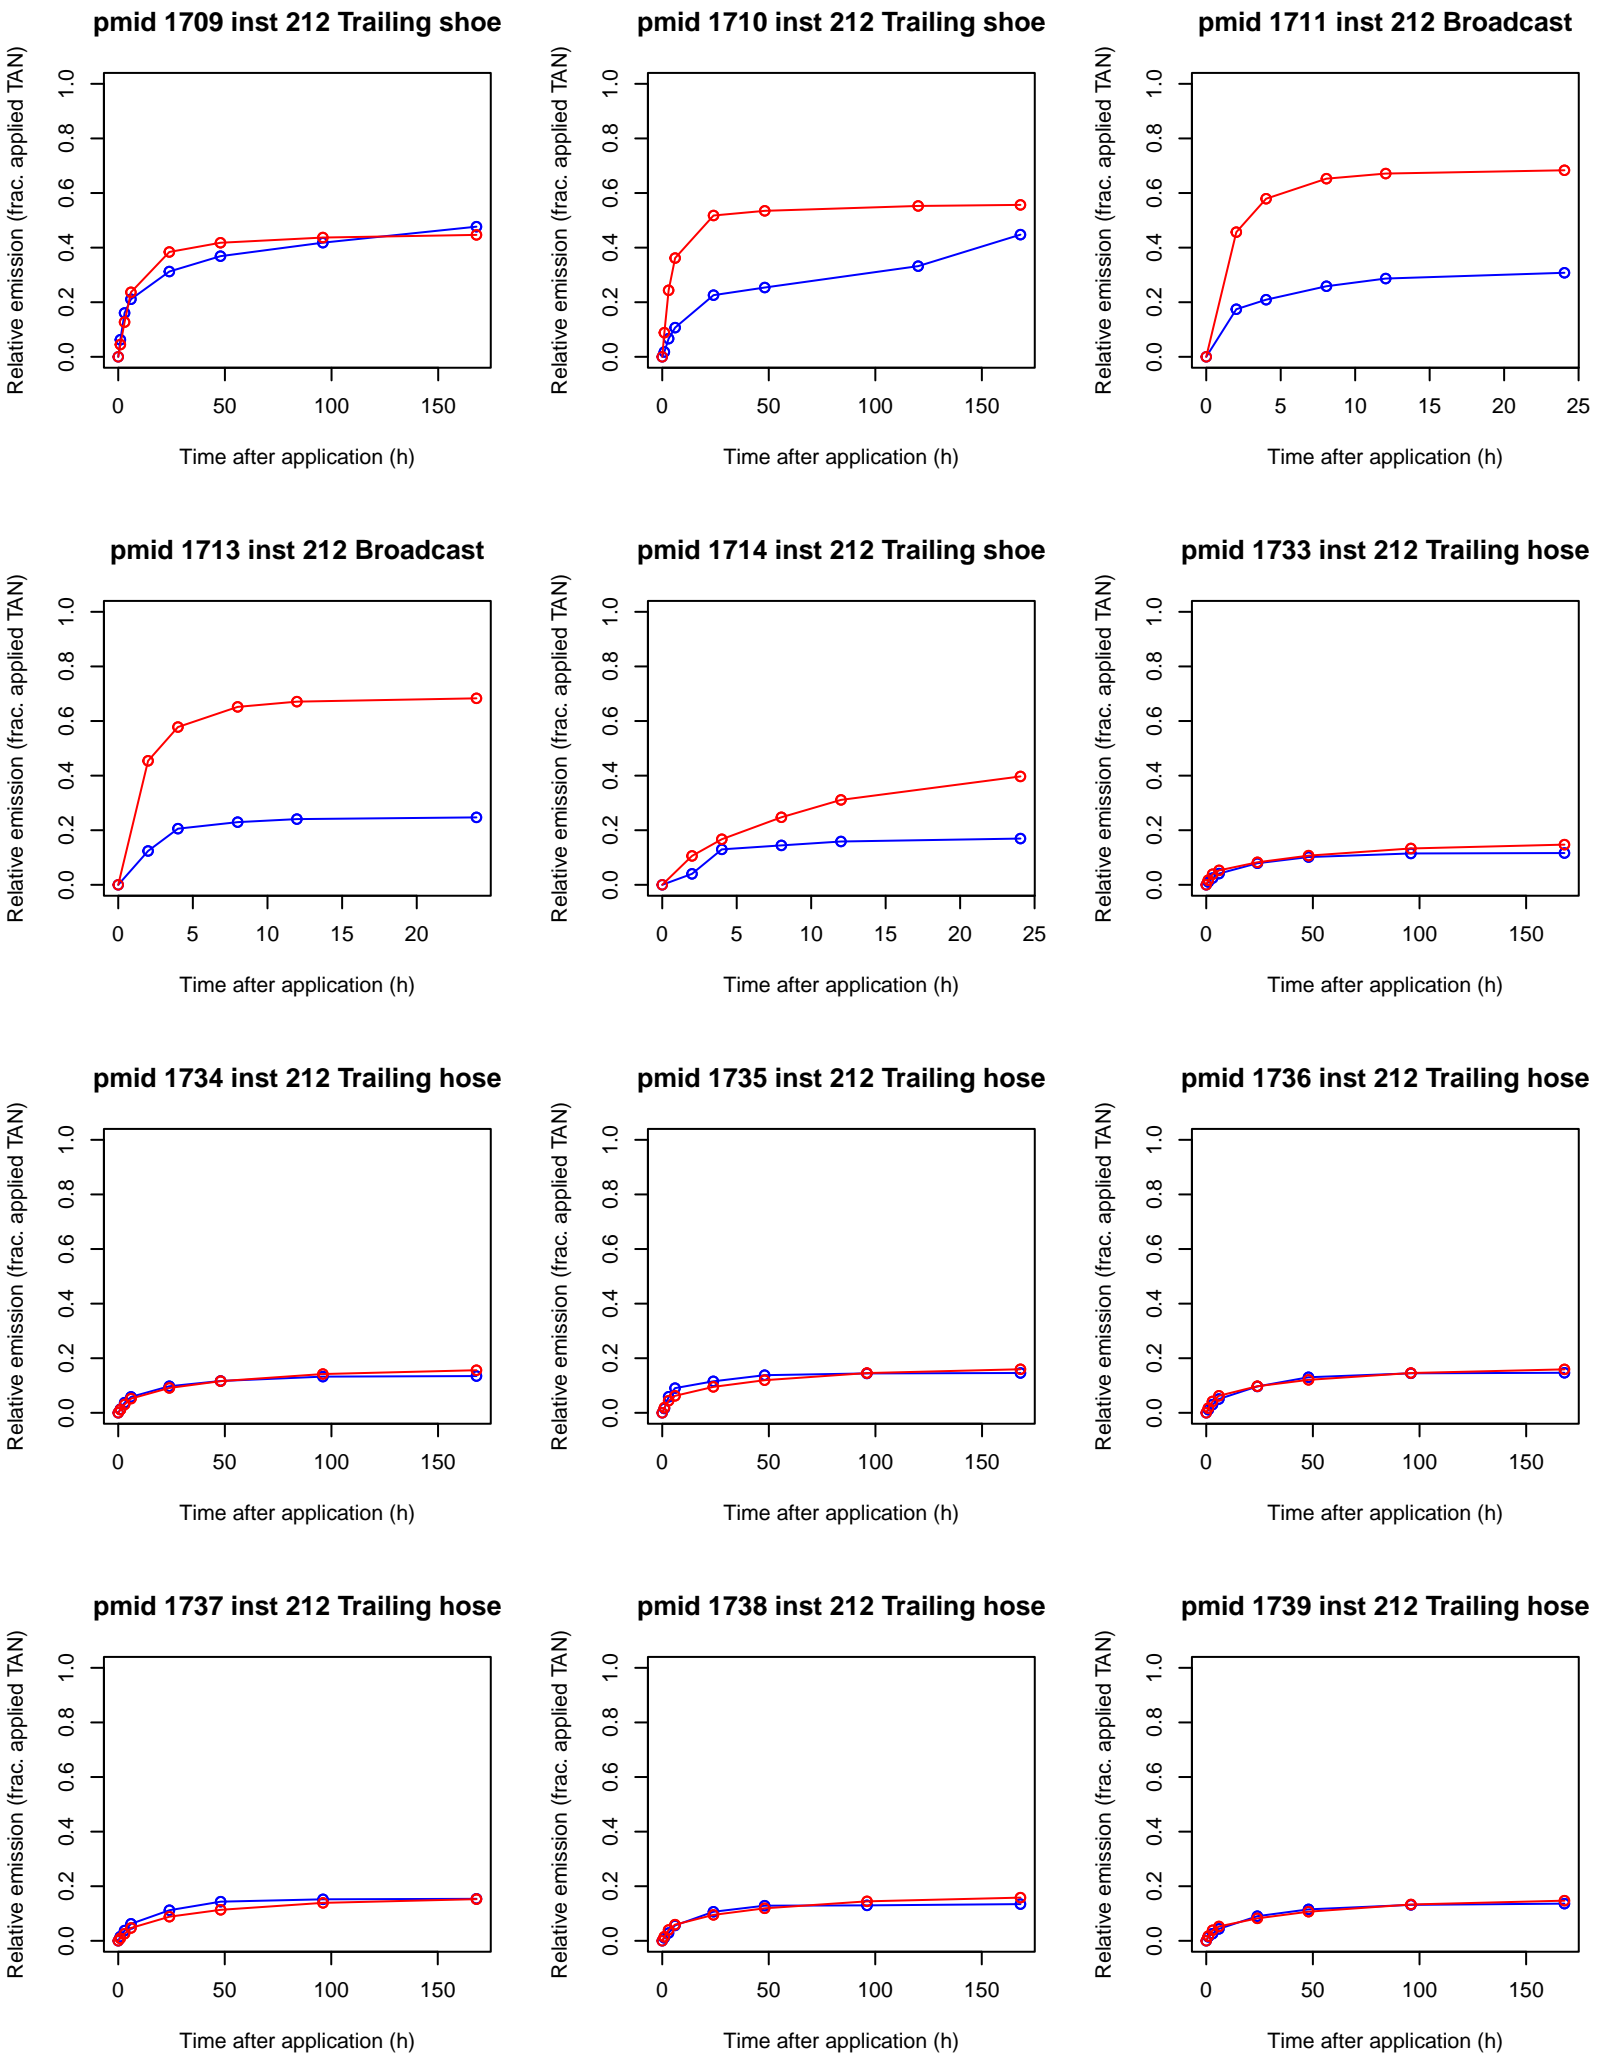 pmid 1709 inst 212 Trailing shoe
Relative emission (frac. applied TAN)
1.0
0.8
0.6
0.4
0.2
0.0
0 50 100 150
Time after application (h)
pmid 1710 inst 212 Trailing shoe
Relative emission (frac. applied TAN)
1.0
0.8
0.6
0.4
0.2
0.0
0 50 100 150
Time after application (h)
pmid 1711 inst 212 Broadcast
Relative emission (frac. applied TAN)
1.0
0.8
0.6
0.4
0.2
0.0
0 5 10 15 20 25
Time after application (h)
pmid 1713 inst 212 Broadcast
Relative emission (frac. applied TAN)
1.0
0.8
0.6
0.4
0.2
0.0
0 5 10 15 20
Time after application (h)
pmid 1714 inst 212 Trailing shoe
Relative emission (frac. applied TAN)
1.0
0.8
0.6
0.4
0.2
0.0
0 5 10 15 20 25
Time after application (h)
pmid 1733 inst 212 Trailing hose
Relative emission (frac. applied TAN)
1.0
0.8
0.6
0.4
0.2
0.0
0 50 100 150
Time after application (h)
pmid 1734 inst 212 Trailing hose
Relative emission (frac. applied TAN)
1.0
0.8
0.6
0.4
0.2
0.0
0 50 100 150
Time after application (h)
pmid 1735 inst 212 Trailing hose
Relative emission (frac. applied TAN)
1.0
0.8
0.6
0.4
0.2
0.0
0 50 100 150
Time after application (h)
pmid 1736 inst 212 Trailing hose
Relative emission (frac. applied TAN)
1.0
0.8
0.6
0.4
0.2
0.0
0 50 100 150
Time after application (h)
pmid 1737 inst 212 Trailing hose
Relative emission (frac. applied TAN)
1.0
0.8
0.6
0.4
0.2
0.0
0 50 100 150
Time after application (h)
pmid 1738 inst 212 Trailing hose
Relative emission (frac. applied TAN)
1.0
0.8
0.6
0.4
0.2
0.0
0 50 100 150
Time after application (h)
pmid 1739 inst 212 Trailing hose
Relative emission (frac. applied TAN)
1.0
0.8
0.6
0.4
0.2
0.0
0 50 100 150
Time after application (h)